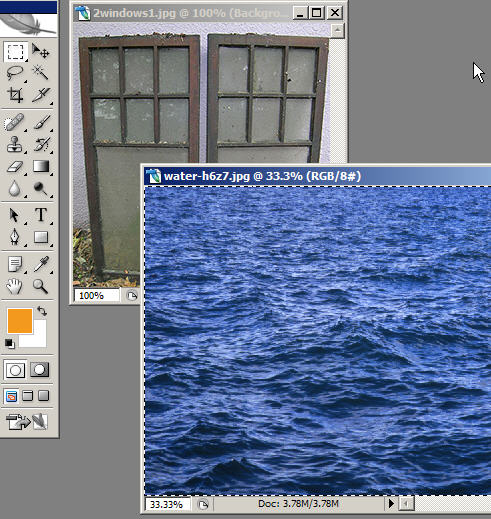 2windows1.jpg @ 100% (Backgro...
100%
water-h6z7.jpg @ 33.3% (RGB/8#)
T
33.33%
Doc: 3.78M/3.78M